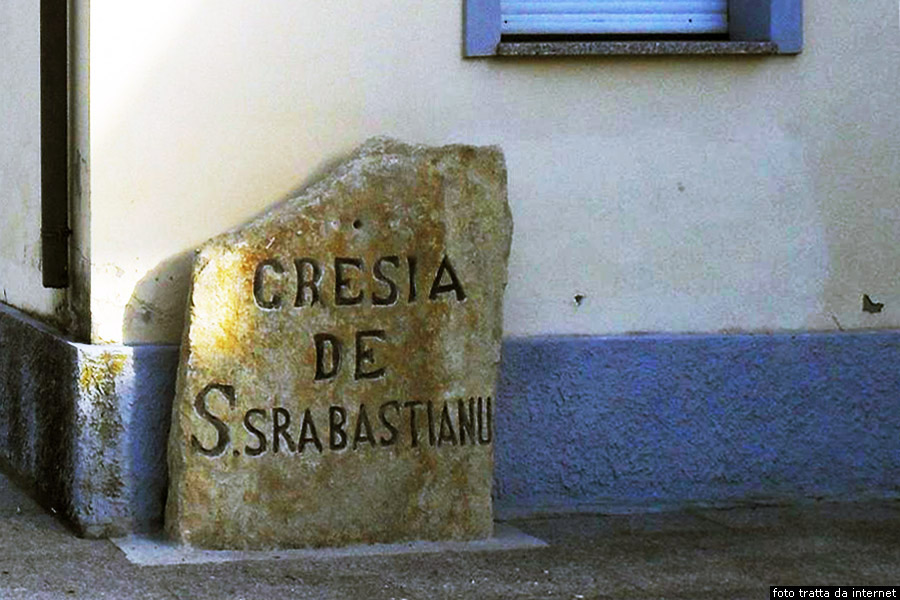 CRESIA
DE
S.SRABASTIANU
foto tratta da internet